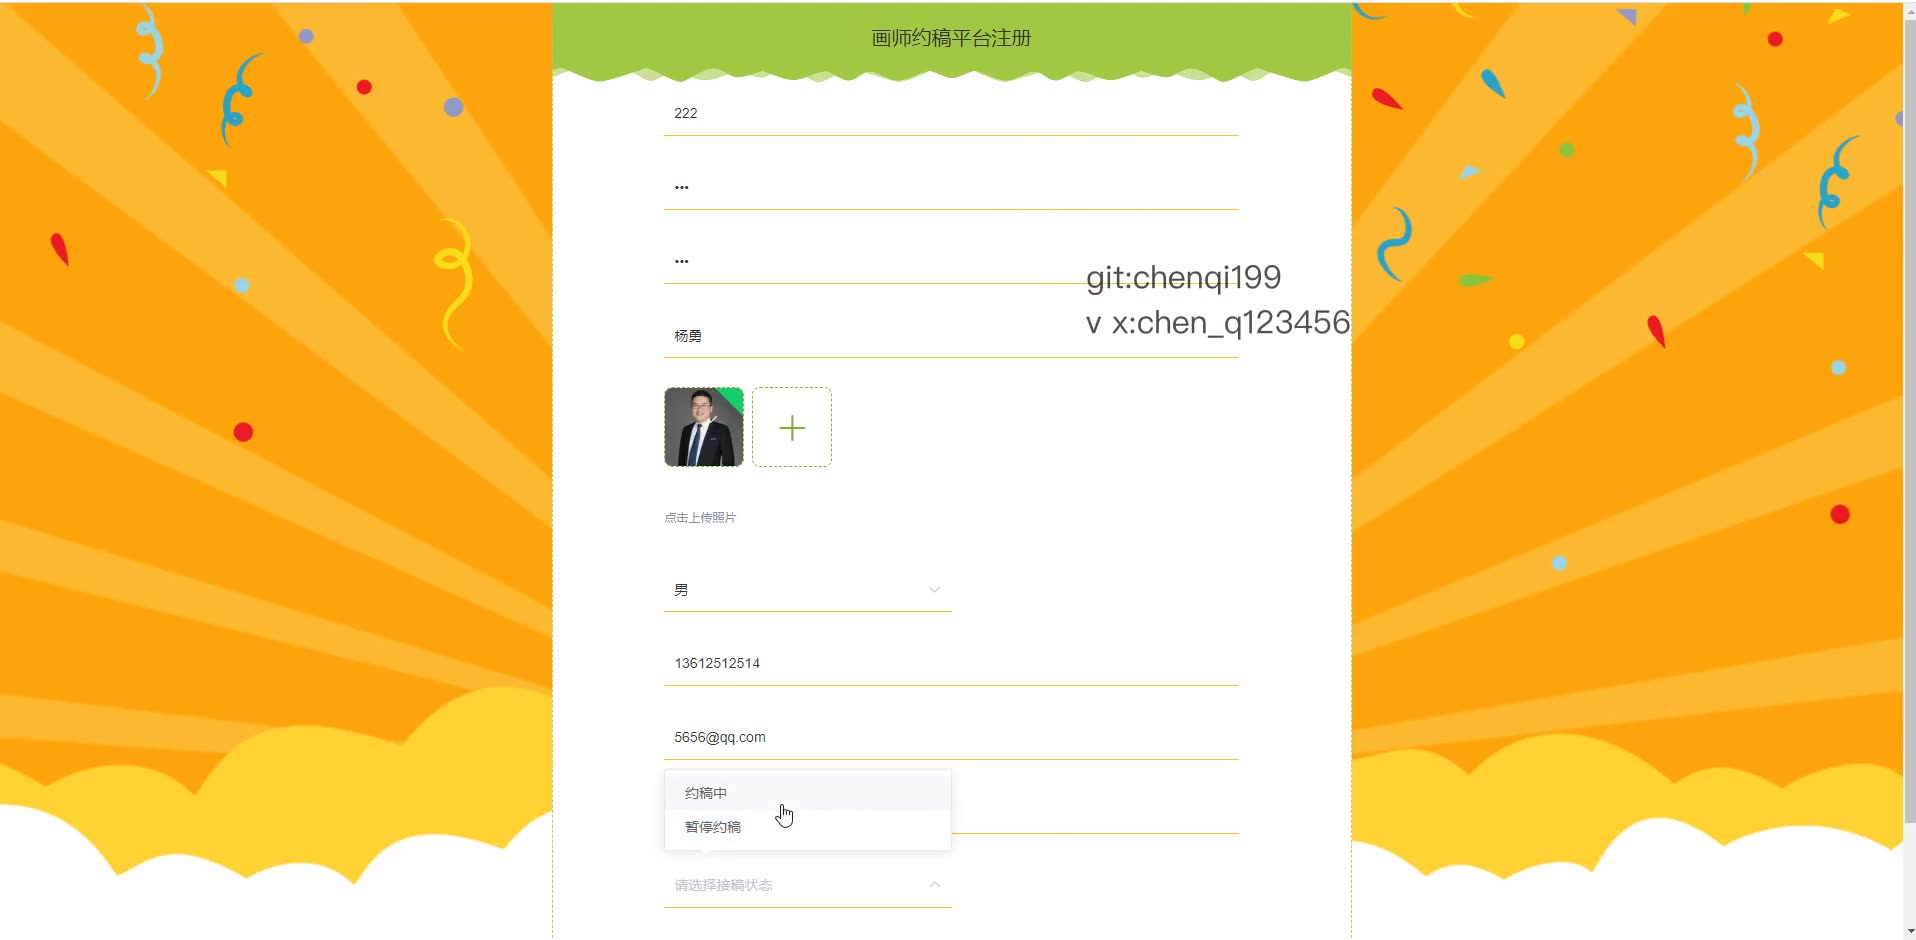 画师约稿平台注册
222
•••
•••
git:chenqi199
v x:chen_q123456
杨勇
点击上传照片
男
13612512514
5656@qq.com
约稿中
暂停约稿
请选择接稿状态